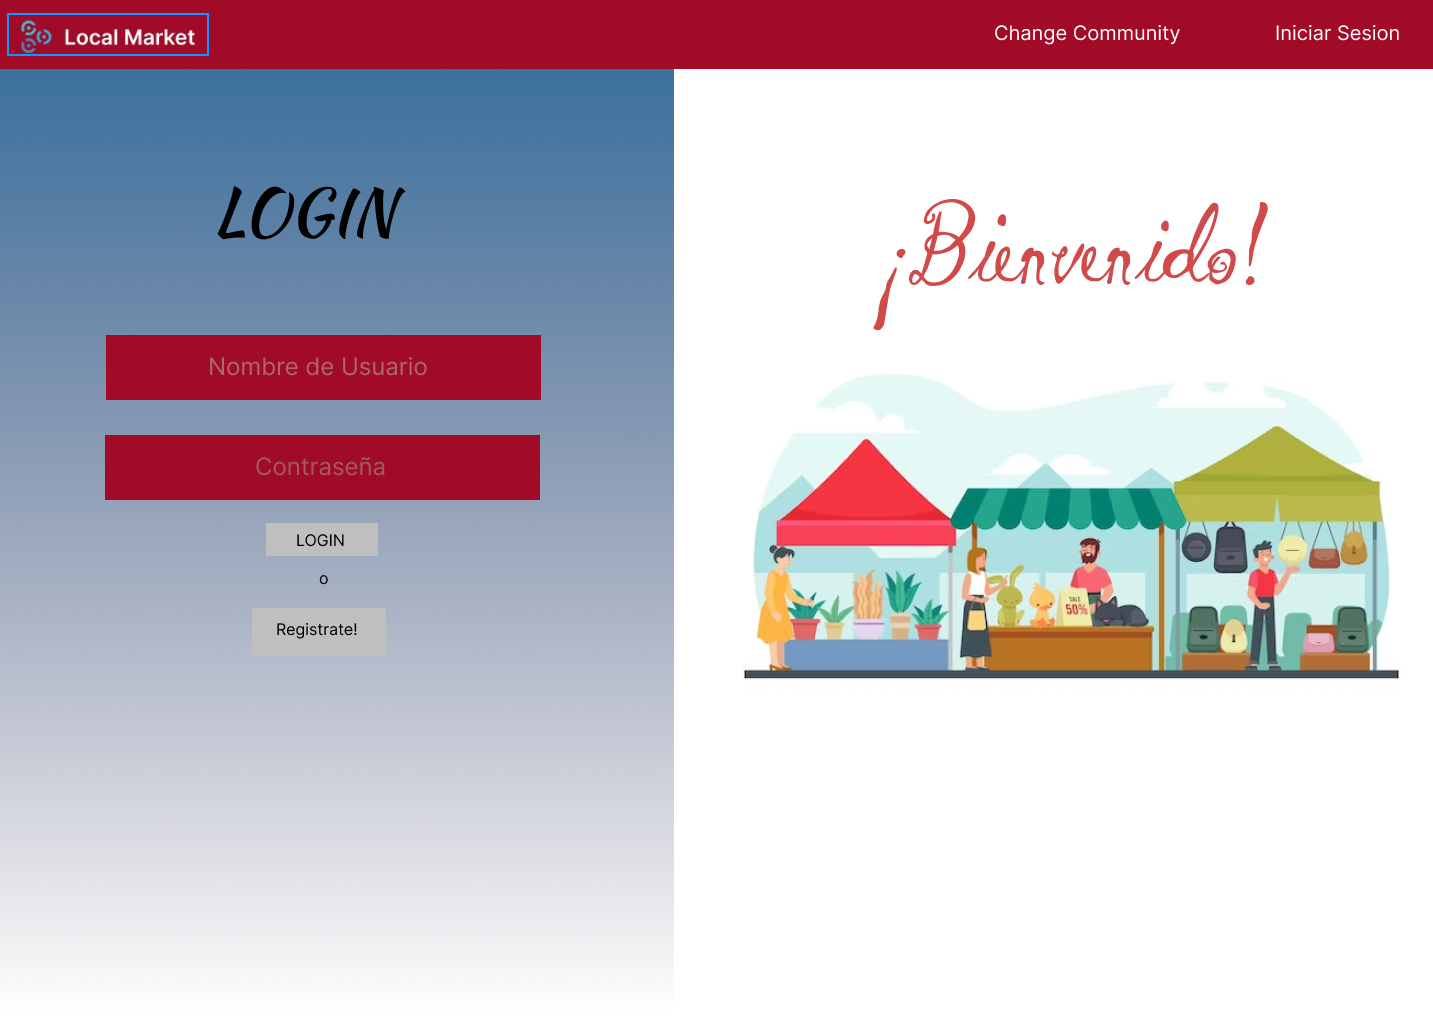 Local Market
Change Community
Iniciar Sesion
LOGIN
Nombre de Usuario
Contraseña
LOGIN
o
Registrate!
¡Bienvenido!
SALE
50%